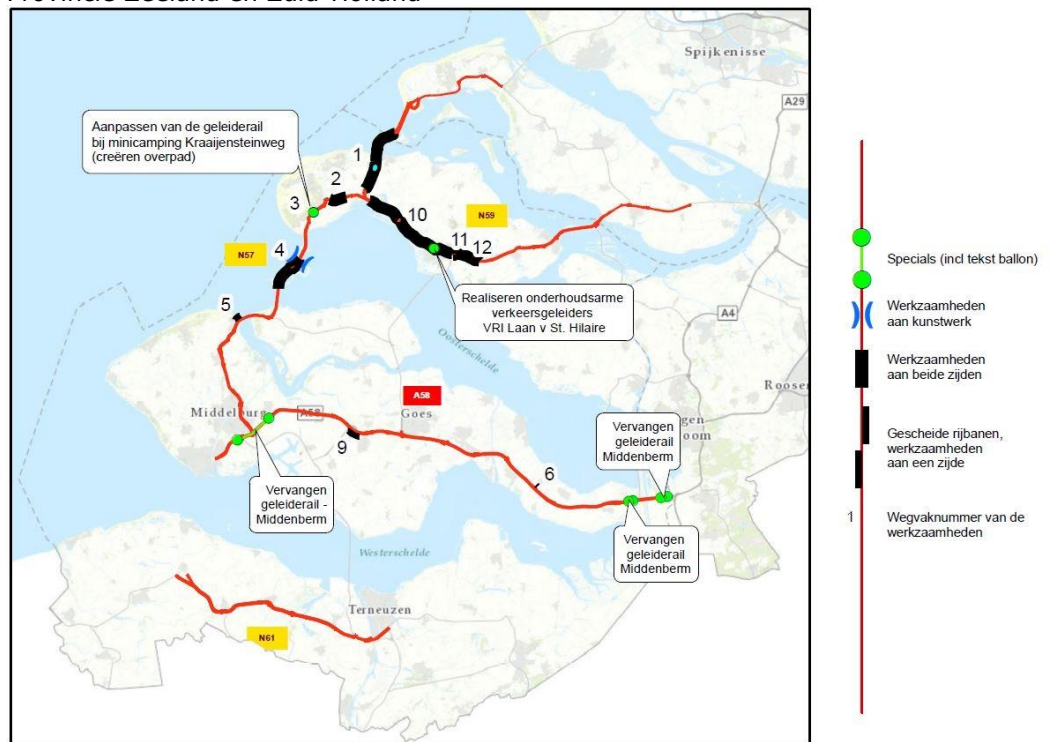 Provincie Zeeland en Zuid-Holland
Spijkenisse
A29
Aanpassen van de geleiderail
bij minicamping Kraaijensteinweg
(creëren overpad)
1
2
3
10
N59
11
12
N57
4
Realiseren onderhoudsarme
verkeersgeleiders
VRI Laan v St. Hilaire
5
A4
Oosterschelde
Roosen
A58
Middelburg
A58
Goes
9
6
Vervangen
geleiderail
Middenberm
Vervangen
geleiderail -
Middenberm
Vervangen
geleiderail
Middenberm
Westerschelde
Terneuzen
N61
Specials (incl tekst ballon)
Werkzaamheden
aan kunstwerk
Werkzaamheden
aan beide zijden
Gescheide rijbanen,
werkzaamheden
aan een zijde
1
Wegvaknummer van de
werkzaamheden